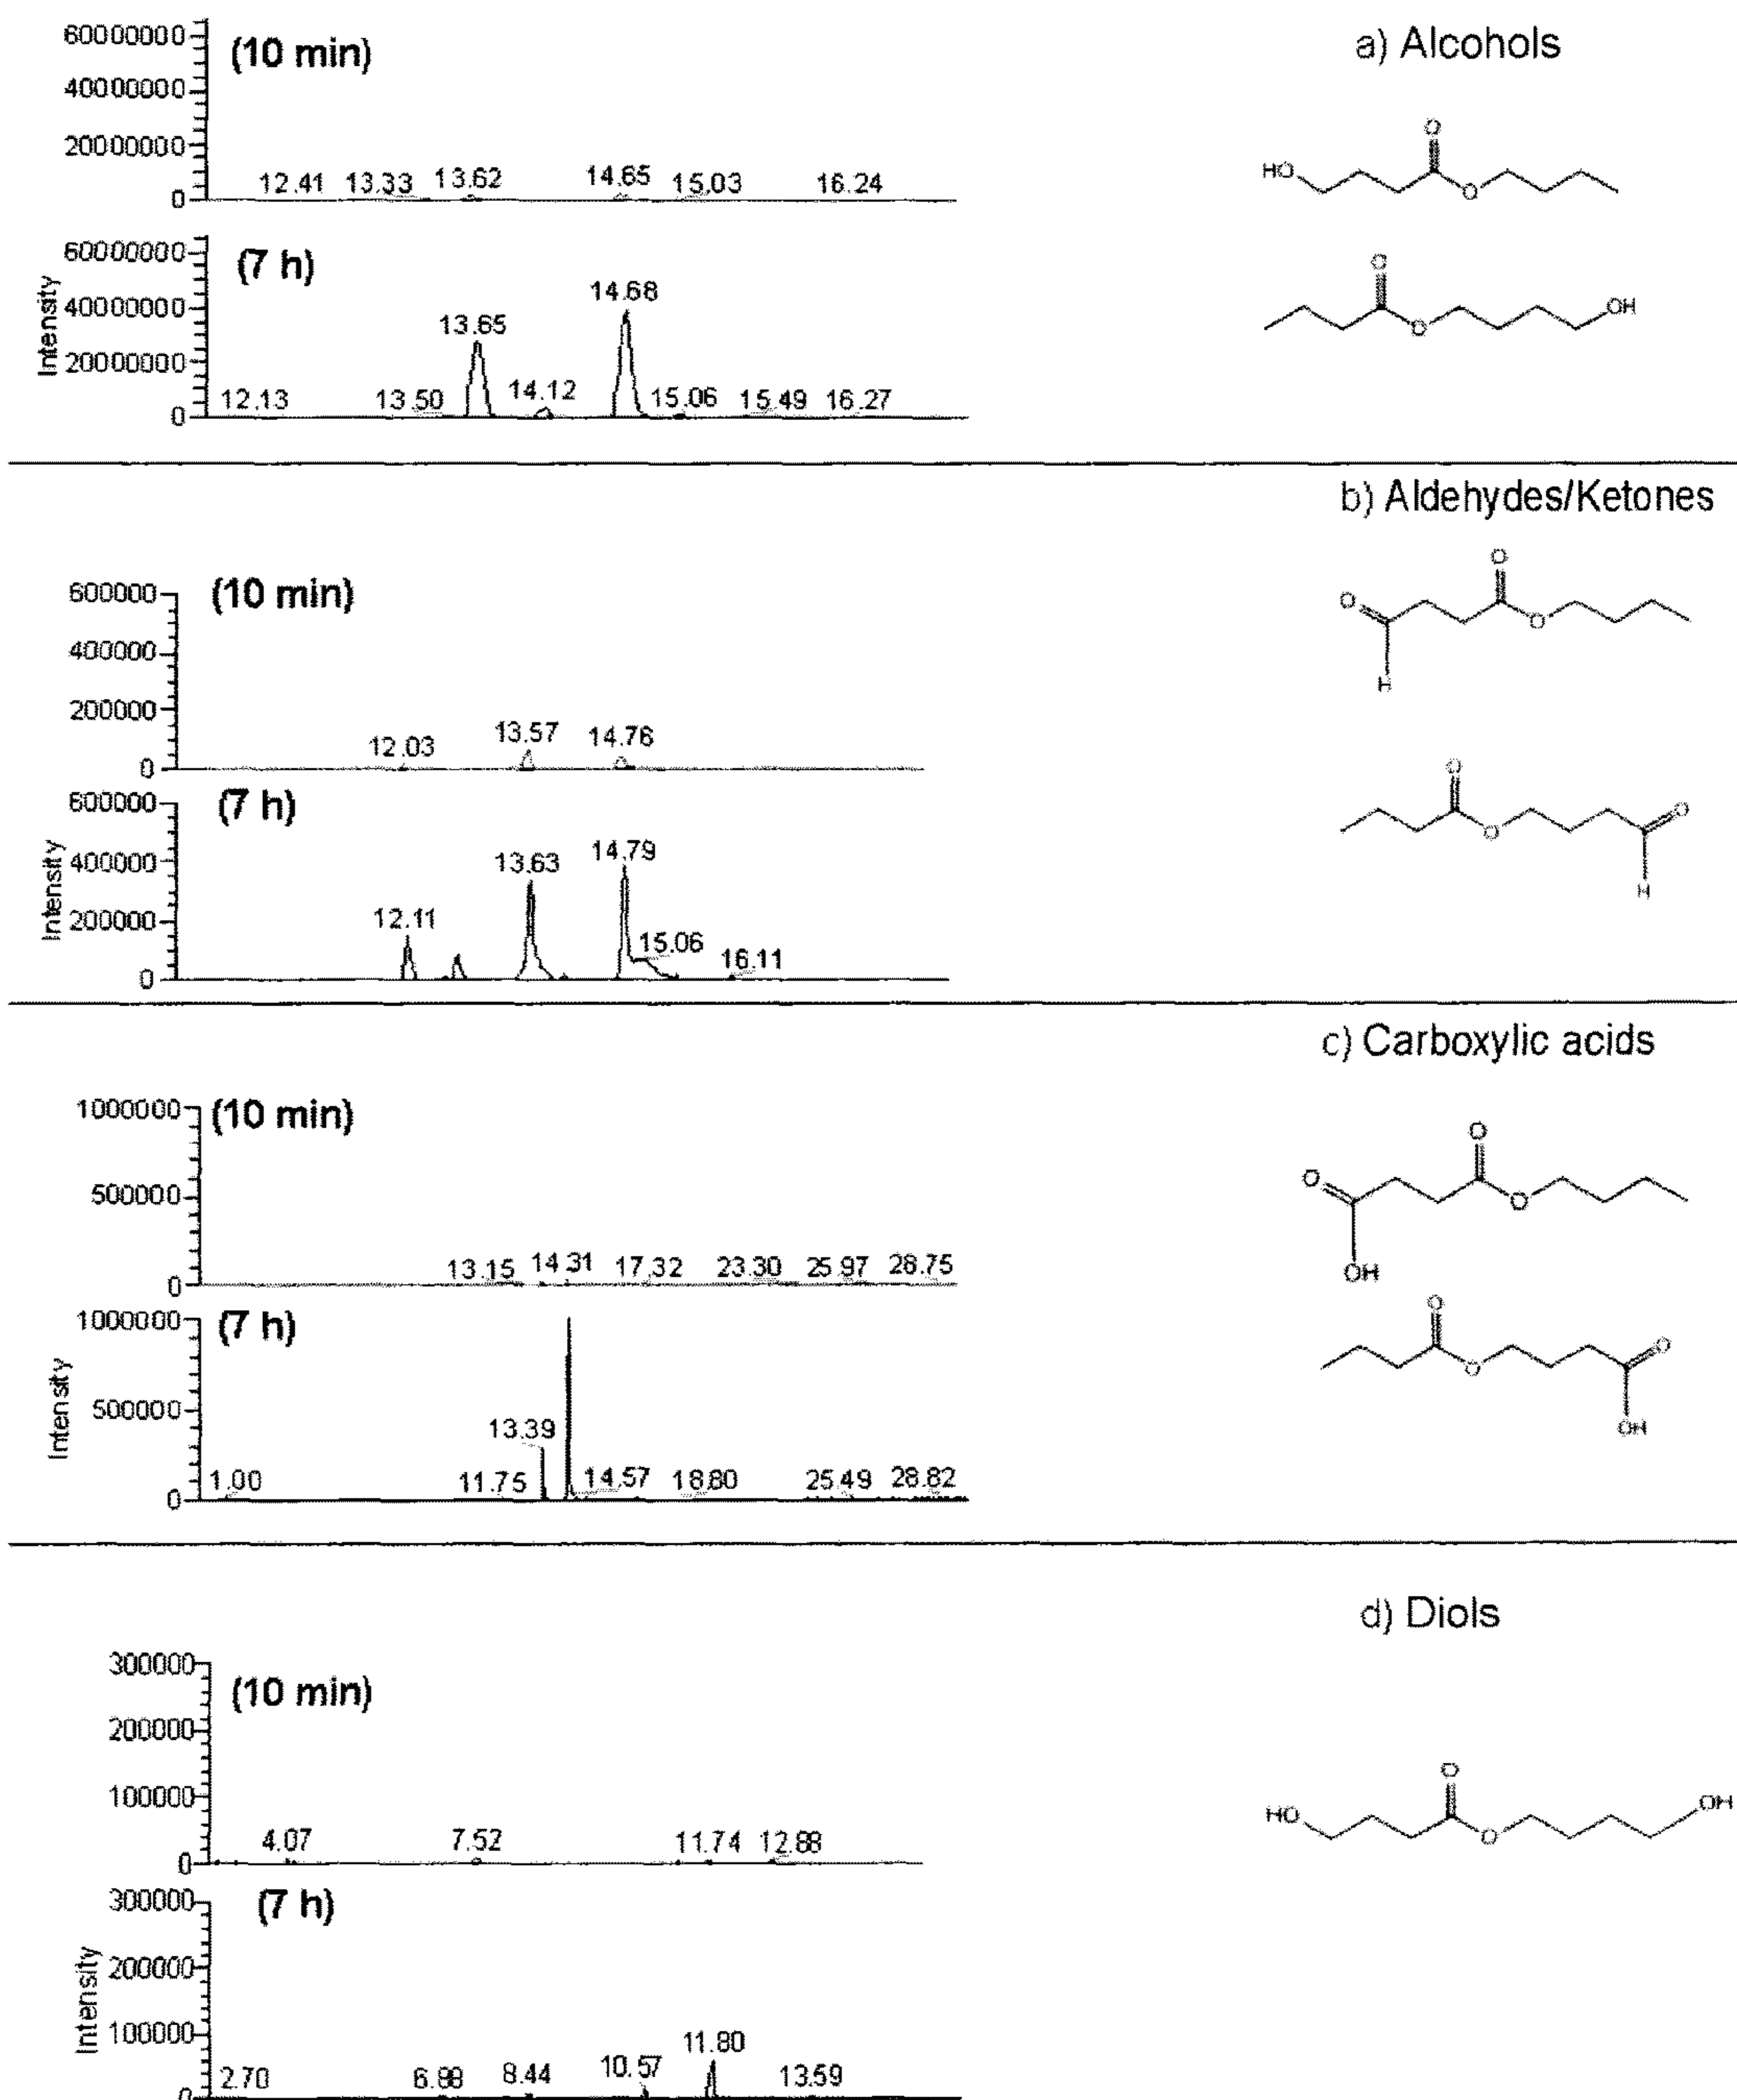 60000000
(10 min)
a) Alcohols
40000000
20000000
12.41 13.33 13.62 14.65 15.03 16.24
0
O
HO
O
60000000
(7 h)
14.68
40000000
13.65
20000000
12.13 13.50 14.12 15.06 15.49 16.27
0
Intensity
O
OH
O
b) Aldehydes/Ketones
600000
(10 min)
400000
200000
12.03 13.57 14.76
0
O
O
O
H
600000
(7 h)
400000
13.63 14.79
200000
12.11 15.06 16.11
0
Intensity
O
O
O
H
c) Carboxylic acids
1000000
(10 min)
500000
13.15 14.31 17.32 23.30 25.97 28.75
0
O
O
O
OH
1000000
(7 h)
500000
13.39
1.00 11.75 14.57 18.80 25.49 28.82
0
Intensity
O
O
O
OH
d) Diols
300000
(10 min)
200000
100000
4.07 7.52 11.74 12.88
0
O
HO
OH
O
300000
(7 h)
200000
100000
11.80
2.70 6.88 8.44 10.57 13.59
0
Intensity